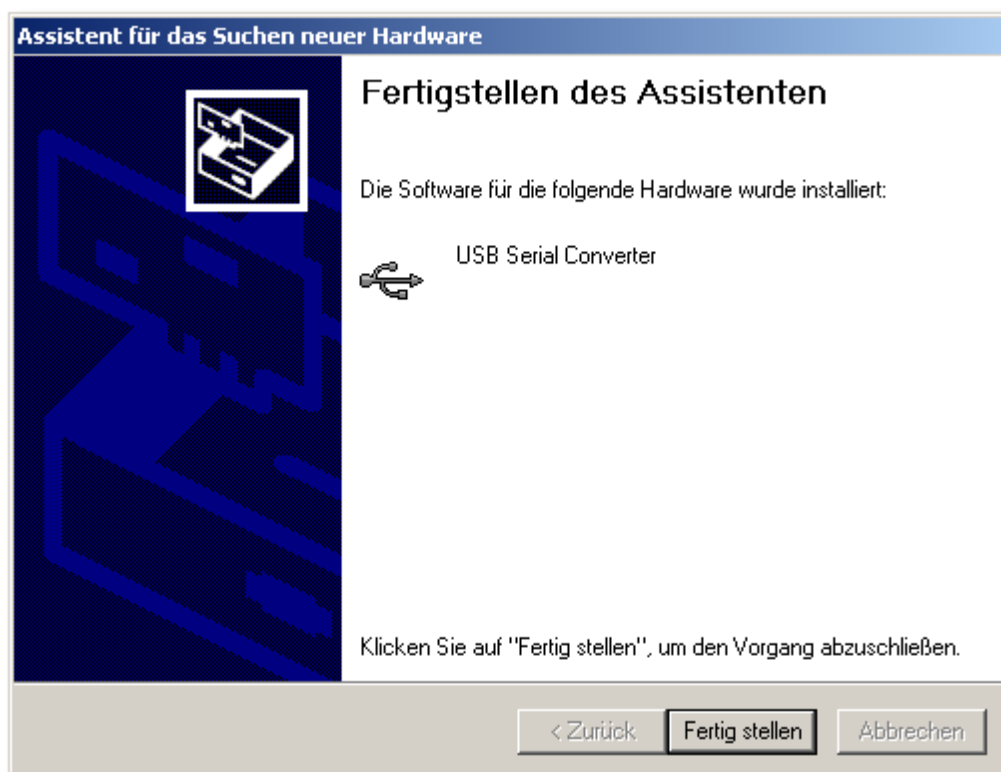 Assistent für das Suchen neuer Hardware
Fertigstellen des Assistenten
Die Software für die folgende Hardware wurde installiert:
USB Serial Converter
Klicken Sie auf "Fertig stellen", um den Vorgang abzuschließen.
< Zurück Fertig stellen Abbrechen